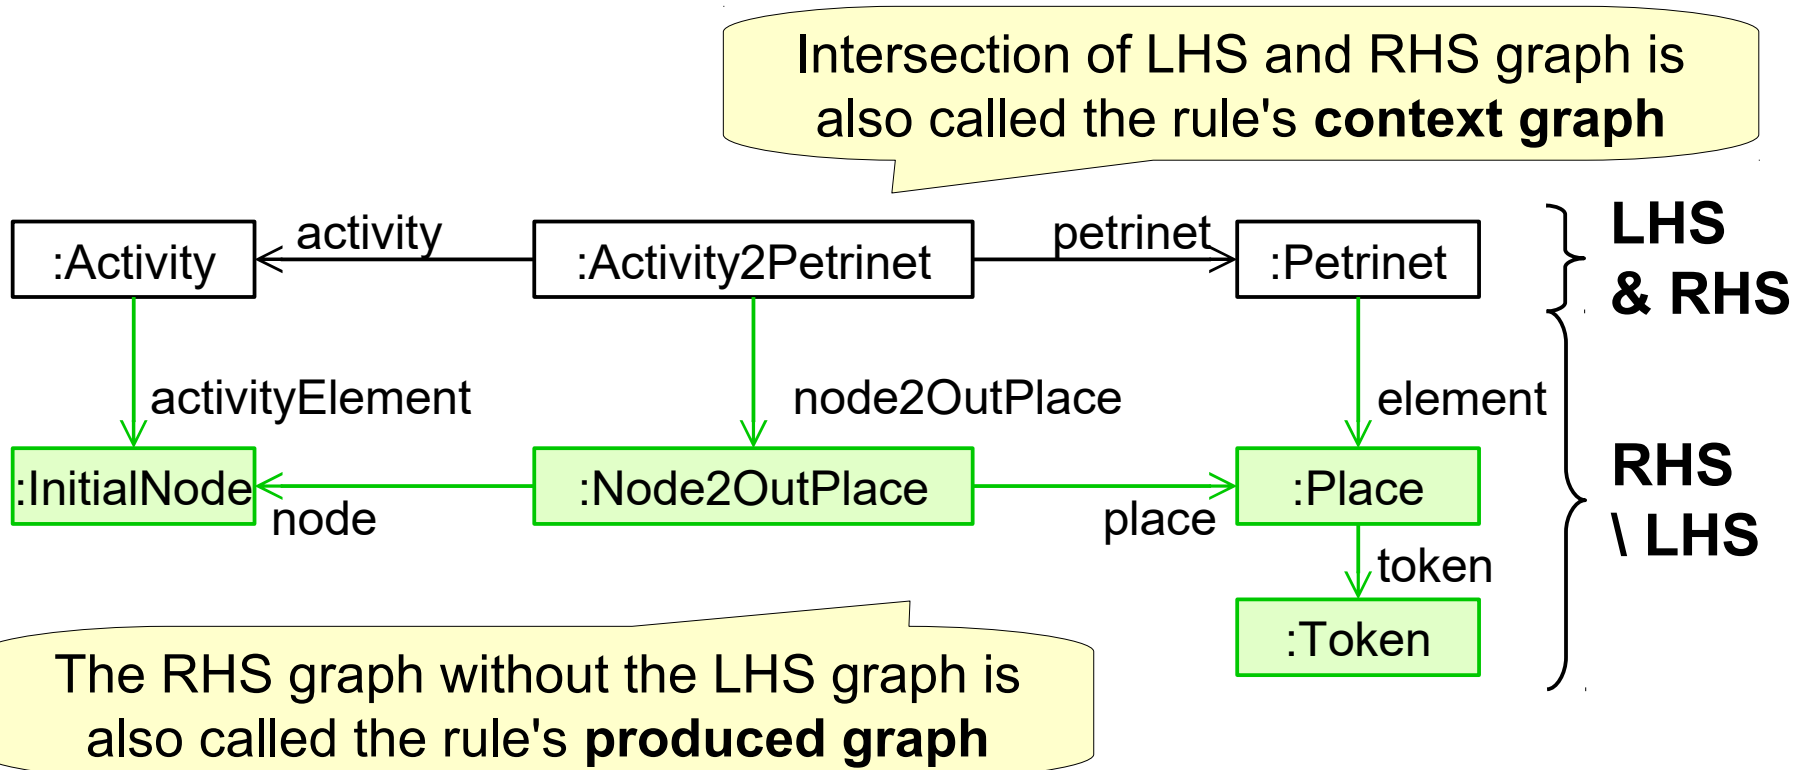 Intersection of LHS and RHS graph is
also called the rule's context graph
activity
petrinet
LHS
:Activity
:Activity2Petrinet
:Petrinet
& RHS
activityElement
node2OutPlace
element
:InitialNode
:Node2OutPlace
:Place
RHS
node
place
\ LHS
token
:Token
The RHS graph without the LHS graph is
also called the rule's produced graph